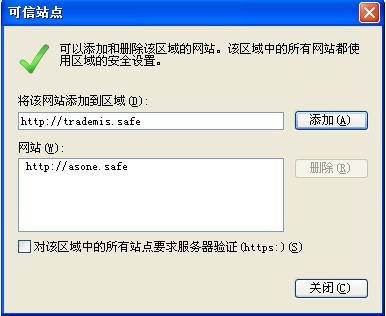 可信站点
可以添加和删除该区域的网站。该区域中的所有网站都使
用区域的安全设置。
将该网站添加到区域(D):
http://trademis.safe
添加(A)
网站(W):
http://asone.safe
删除(R)
对该区域中的所有站点要求服务器验证(https:)(S)
关闭(C)